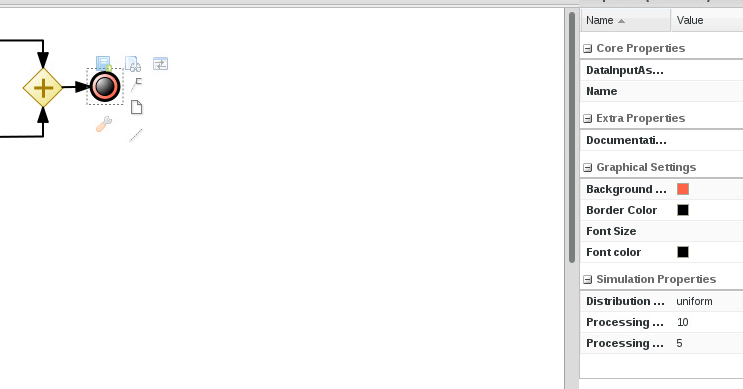 Name Value
Core Properties
DataInputAs...
Name
Extra Properties
Documentati...
Graphical Settings
Background ...
Border Color
Font Size
Font color
Simulation Properties
Distribution ... uniform
Processing ... 10
Processing ... 5